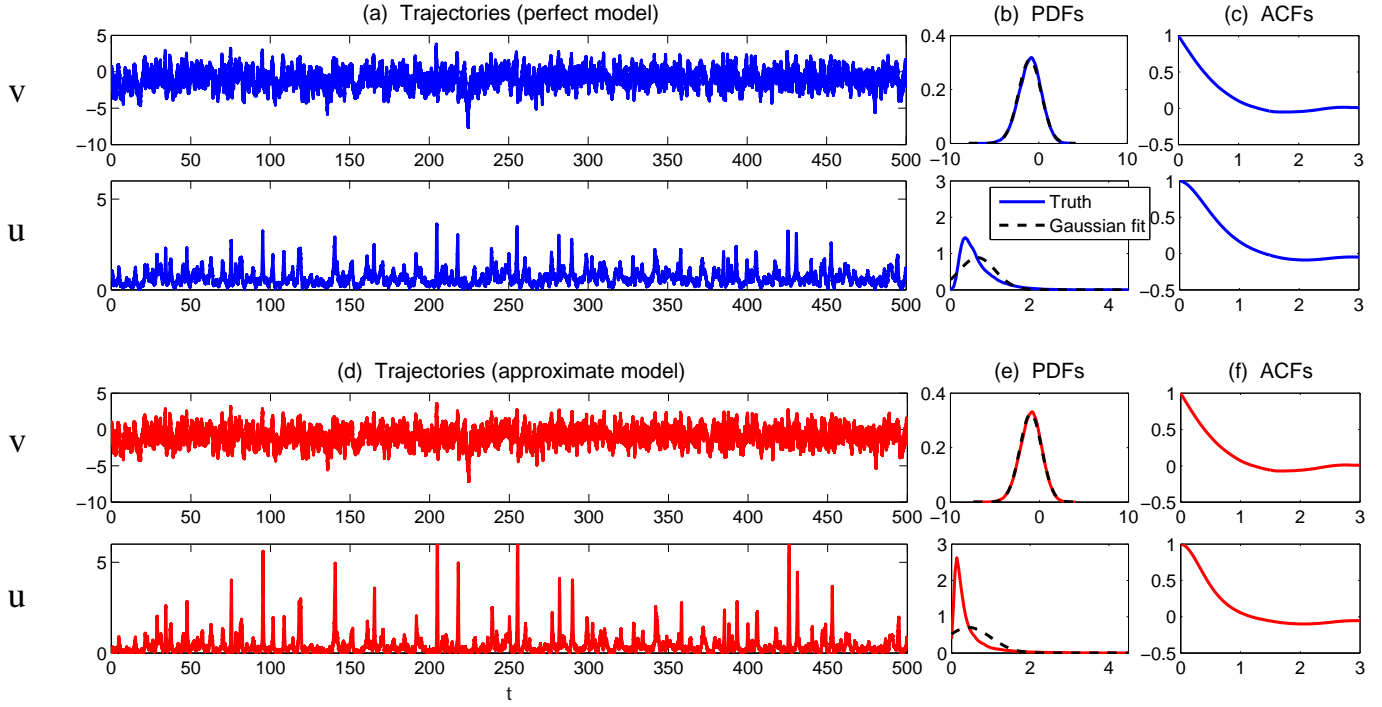 (a) Trajectories (perfect model)
(b) PDFs
(c) ACFs
v
5
0
−5
−10
0 50 100 150 200 250 300 350 400 450 500
0.4
0.2
0
−10 0 10
1
0.5
0
−0.5
0 1 2 3
u
5
0
0 50 100 150 200 250 300 350 400 450 500
3
2
1
0
0 2 4
Truth
Gaussian fit
1
0.5
0
−0.5
0 1 2 3
(d) Trajectories (approximate model)
(e) PDFs
(f) ACFs
v
5
0
−5
−10
0 50 100 150 200 250 300 350 400 450 500
0.4
0.2
0
−10 0 10
1
0.5
0
−0.5
0 1 2 3
u
5
0
0 50 100 150 200 250 300 350 400 450 500
t
3
2
1
0
0 2 4
1
0.5
0
−0.5
0 1 2 3